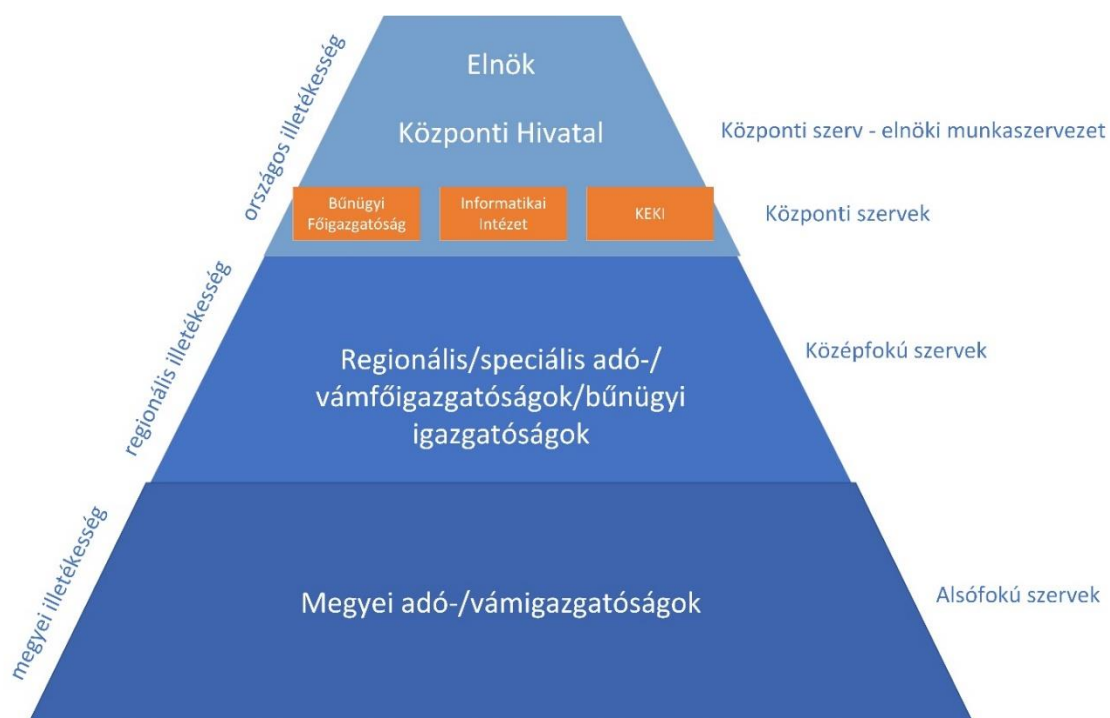 Elnök
Központi Hivatal
Központi szerv - elnöki munkaszervezet
országos illetékesség
Bűnügyi
Főigazgatóság
Informatikai
Intézet
KEKI
Központi szervek
regionális illetékesség
Regionális/speciális adó-/
vámfőigazgatóságok/bűnügyi
igazgatóságok
Középfokú szervek
megyei illetékesség
Megyei adó-/vámigazgatóságok
Alsófokú szervek